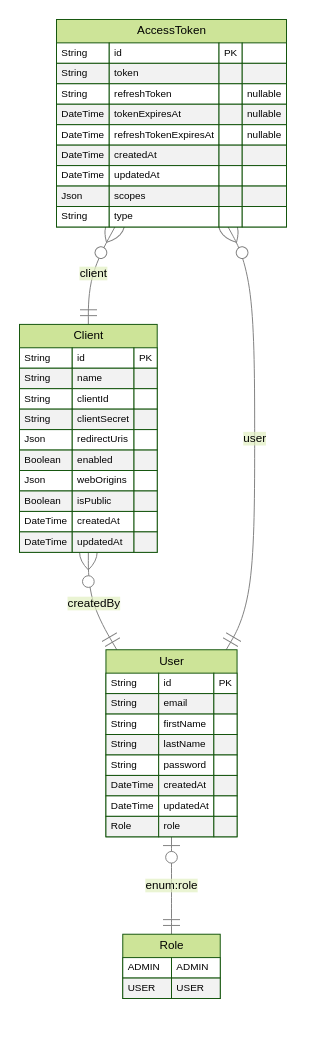 AccessToken
String id PK
String token
String refreshToken nullable
DateTime tokenExpiresAt nullable
DateTime refreshTokenExpiresAt nullable
DateTime createdAt
DateTime updatedAt
Json scopes
String type
client
Client
String id PK
String name
String clientId
String clientSecret
Json redirectUris
Boolean enabled
Json webOrigins
Boolean isPublic
DateTime createdAt
DateTime updatedAt
user
createdBy
User
String id PK
String email
String firstName
String lastName
String password
DateTime createdAt
DateTime updatedAt
Role role
enum:role
Role
ADMIN ADMIN
USER USER